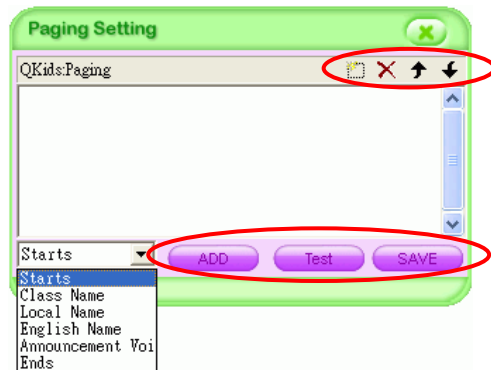 Paging Setting
QKids:Paging
Starts ADD Test SAVE
Starts
Class Name
Local Name
English Name
Announcement Voi
Ends